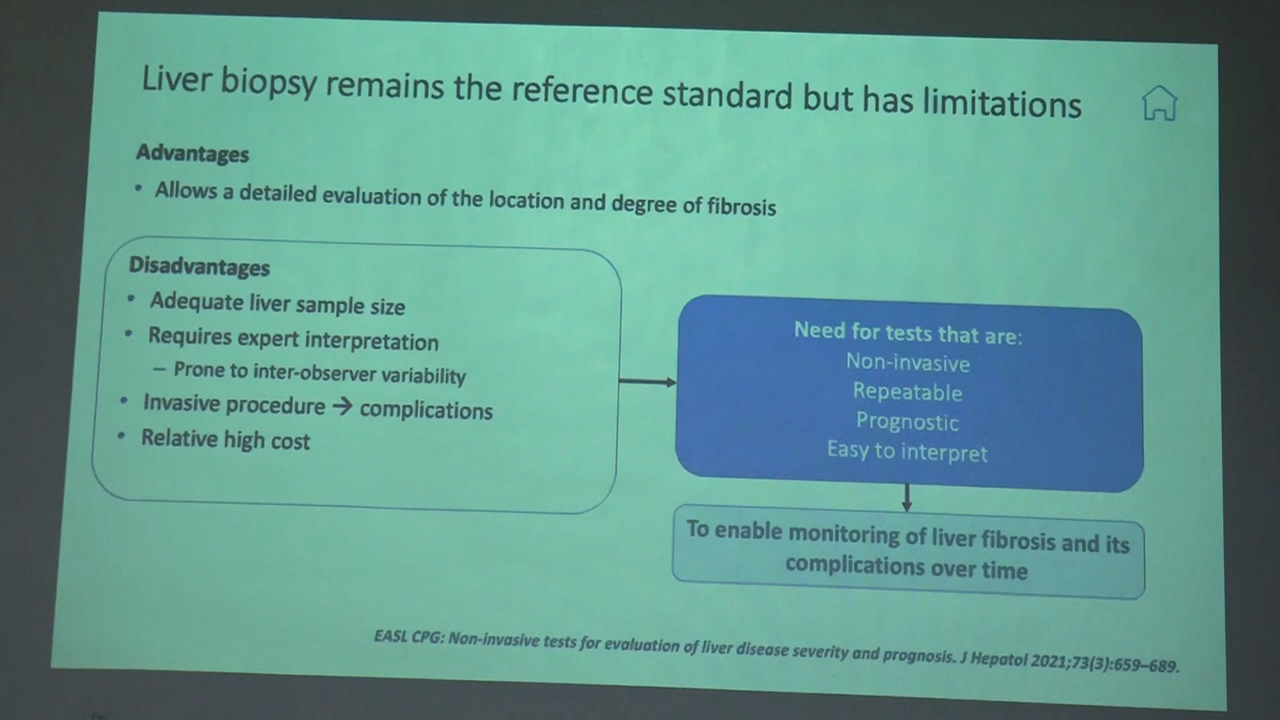 Liver biopsy remains the reference standard but has limitations
Advantages
• Allows a detailed evaluation of the location and degree of fibrosis
Disadvantages
• Adequate liver sample size
• Requires expert interpretation
– Prone to inter-observer variability
• Invasive procedure → complications
• Relative high cost
Need for tests that are:
Non-invasive
Repeatable
Prognostic
Easy to interpret
To enable monitoring of liver fibrosis and its
complications over time
EASL CPG: Non-invasive tests for evaluation of liver disease severity and prognosis. J Hepatol 2021;73(3):659–689.